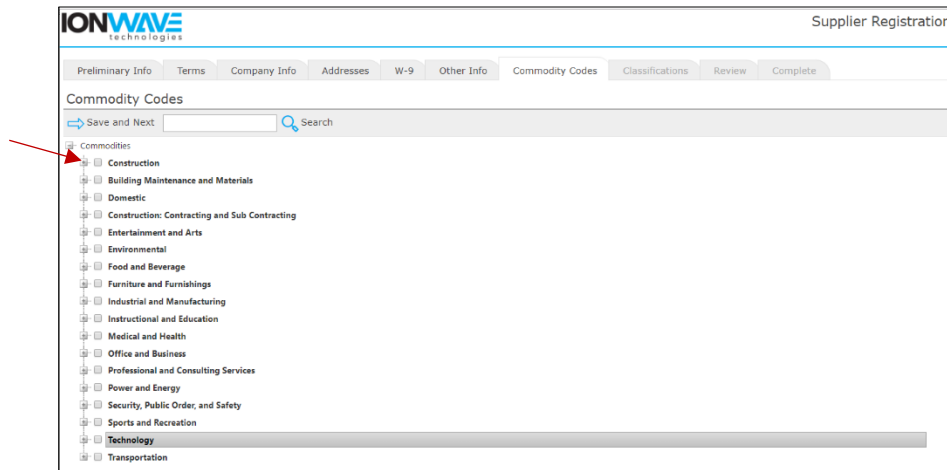 IONWAVE
technologies
Supplier Registration
Preliminary Info Terms Company Info Addresses W-9 Other Info Commodity Codes Classifications Review Complete
Commodity Codes
Save and Next Search
Commodities
Construction
Building Maintenance and Materials
Domestic
Construction: Contracting and Sub Contracting
Entertainment and Arts
Environmental
Food and Beverage
Furniture and Furnishings
Industrial and Manufacturing
Instructional and Education
Medical and Health
Office and Business
Professional and Consulting Services
Power and Energy
Security, Public Order, and Safety
Sports and Recreation
Technology
Transportation